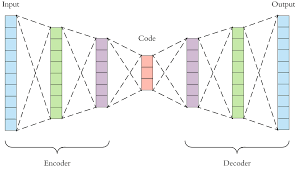 Input
Output
Code
Encoder
Decoder